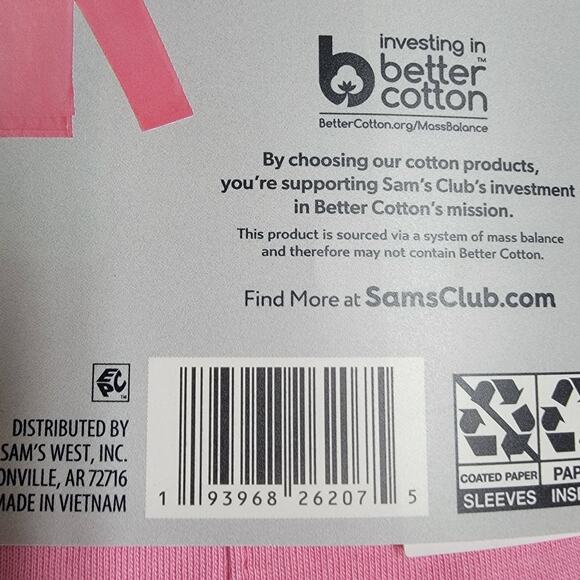 investing in
better™
cotton
BetterCotton.org/MassBalance
By choosing our cotton products,
you're supporting Sam's Club's investment
in Better Cotton's mission.
This product is sourced via a system of mass balance
and therefore may not contain Better Cotton.
Find More at SamsClub.com
EPC™
DISTRIBUTED BY
SAM'S WEST, INC.
ONVILLE, AR 72716
MADE IN VIETNAM
1 93968 26207 5
COATED PAPER
SLEEVES
PAP
INS